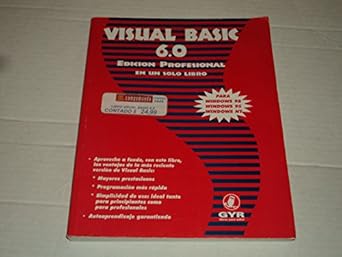 VISUAL BASIC
6.0
EDICION PROFESIONAL
EN UN SOLO LIBRO
CONTADO $ 24,99
PARA
WINDOWS 98
WINDOWS 95
WINDOWS
• Aproveche a fondo, con este libro,
las ventajas de la más reciente
versión de Visual Basic:
• Mayores prestaciones
• Programación más rápida
• Simplicidad de uso: ideal tanto
para principiantes como
para profesionales
• Autoaprendizaje garantizado
GYR